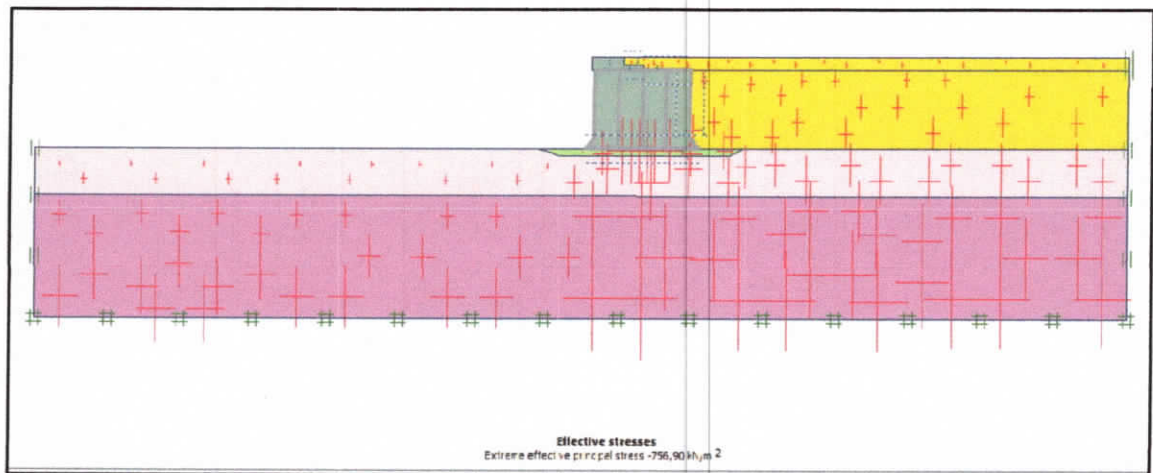 Effective stresses
Extreme effective principal stress -756,90 kN/m 2